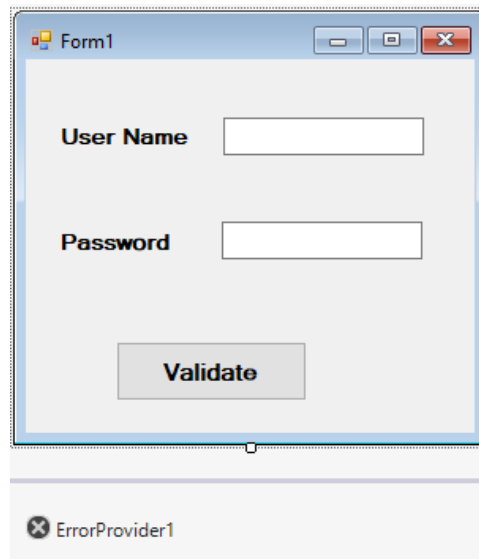 Form1
User Name
Password
Validate
ErrorProvider1